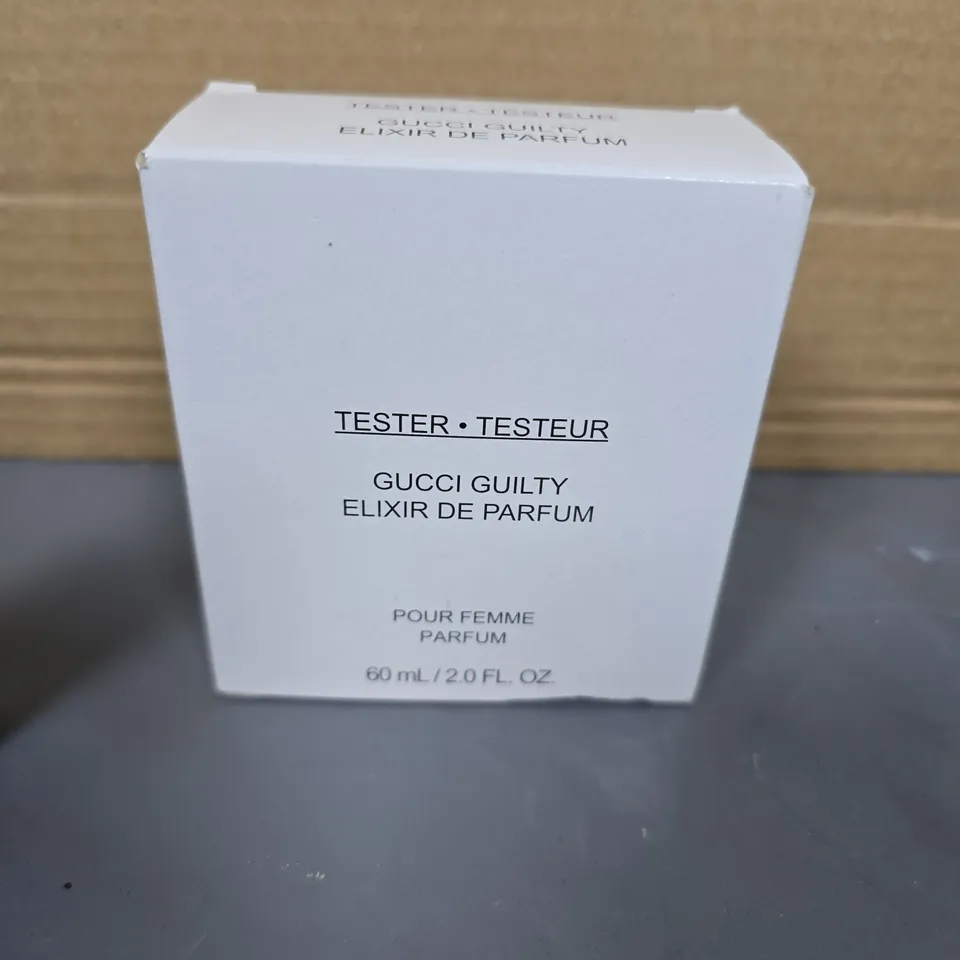 TESTER • TESTEUR
GUCCI GUILTY
ELIXIR DE PARFUM
TESTER • TESTEUR
GUCCI GUILTY
ELIXIR DE PARFUM
POUR FEMME
PARFUM
60 mL / 2.0 FL. OZ.